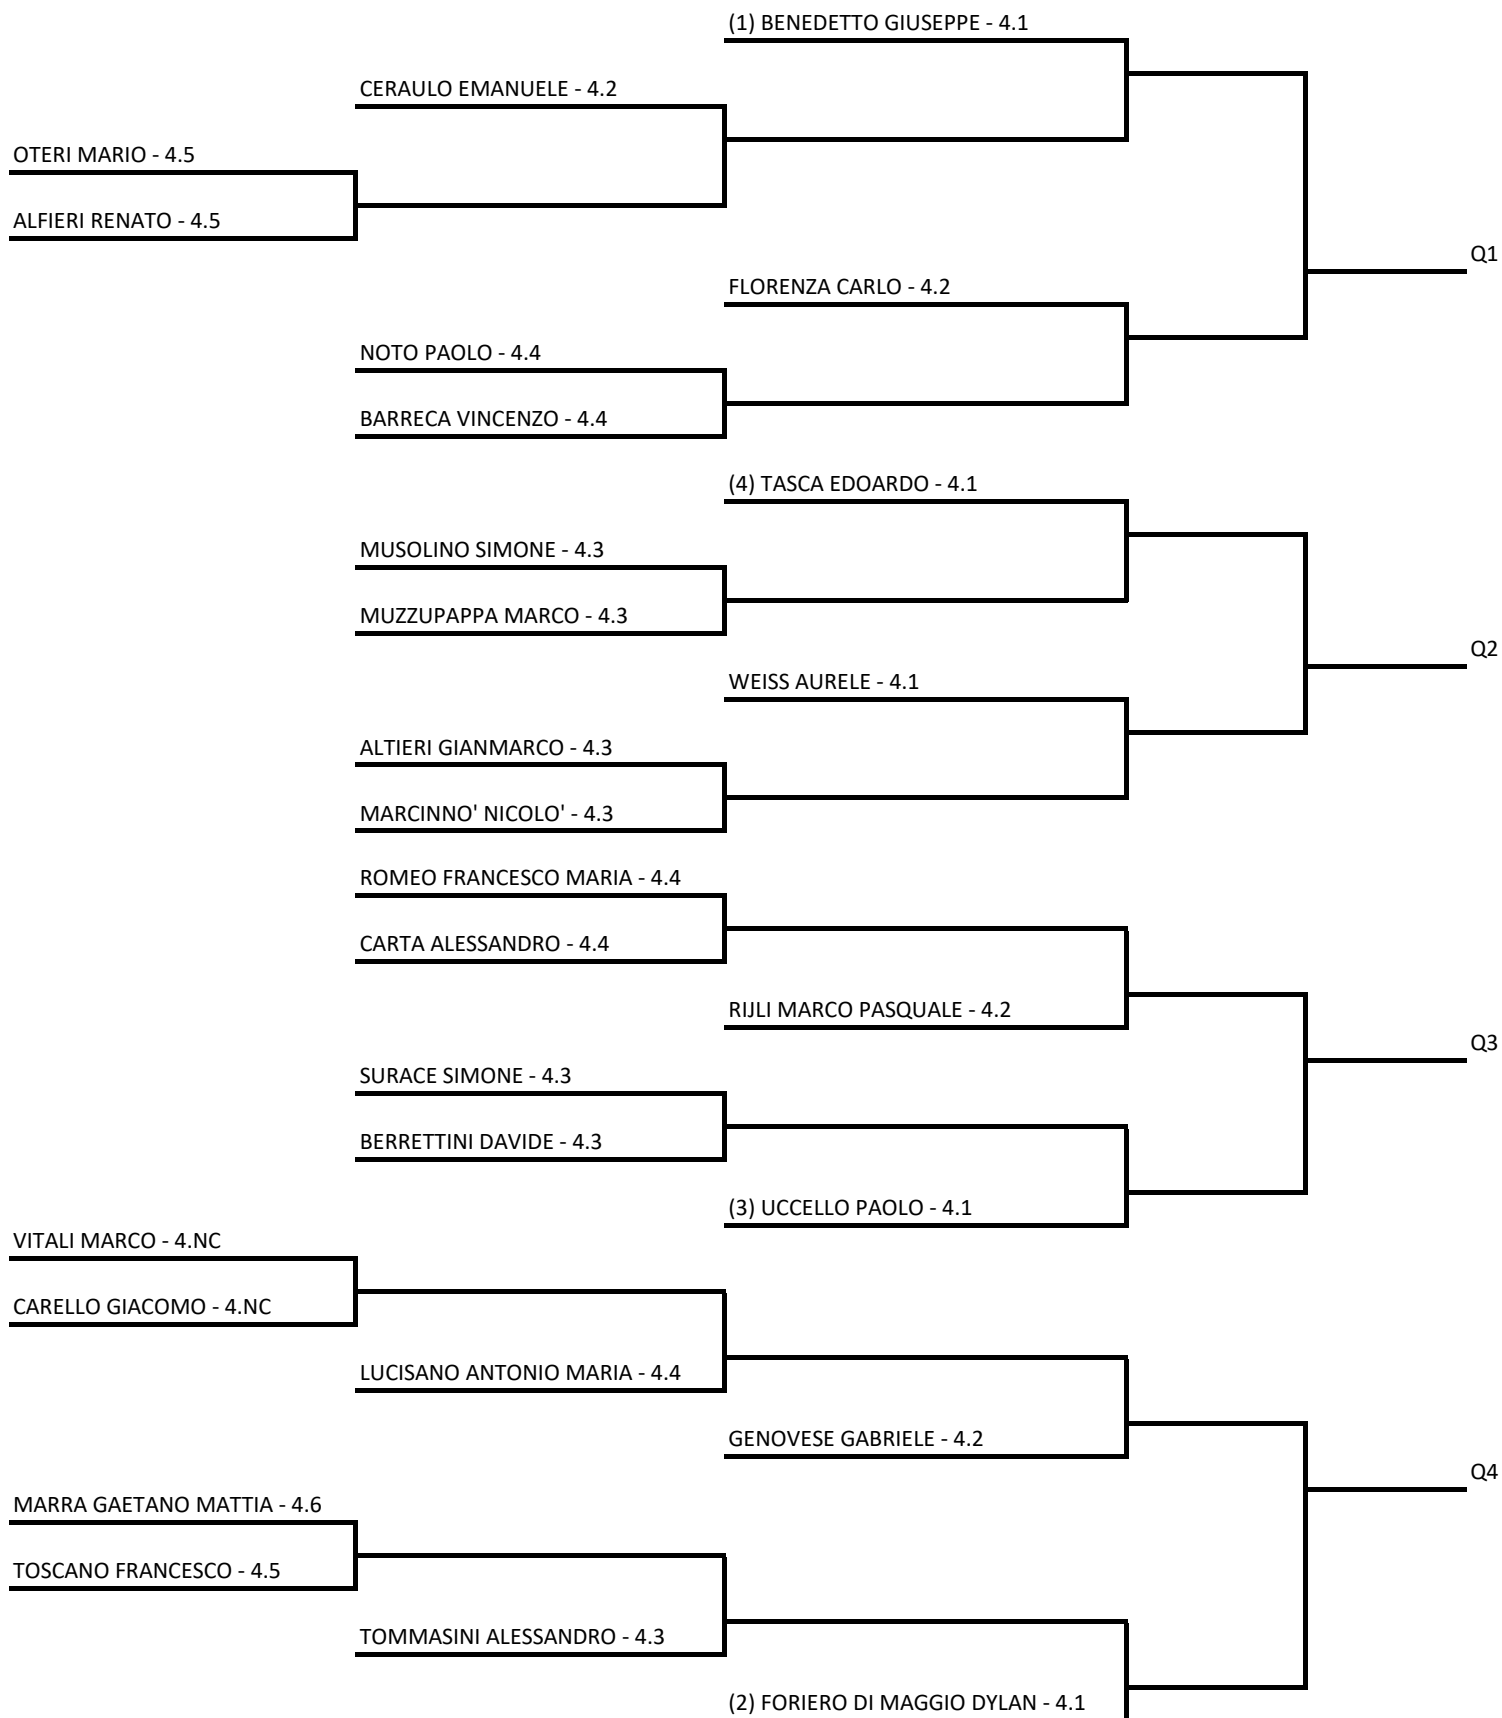 (1) BENEDETTO GIUSEPPE - 4.1
CERAULO EMANUELE - 4.2
OTERI MARIO - 4.5
ALFIERI RENATO - 4.5
Q1
FLORENZA CARLO - 4.2
NOTO PAOLO - 4.4
BARRECA VINCENZO - 4.4
(4) TASCA EDOARDO - 4.1
MUSOLINO SIMONE - 4.3
MUZZUPAPPA MARCO - 4.3
Q2
WEISS AURELE - 4.1
ALTIERI GIANMARCO - 4.3
MARCINNO' NICOLO' - 4.3
ROMEO FRANCESCO MARIA - 4.4
CARTA ALESSANDRO - 4.4
RIJLI MARCO PASQUALE - 4.2
Q3
SURACE SIMONE - 4.3
BERRETTINI DAVIDE - 4.3
(3) UCCELLO PAOLO - 4.1
VITALI MARCO - 4.NC
CARELLO GIACOMO - 4.NC
LUCISANO ANTONIO MARIA - 4.4
GENOVESE GABRIELE - 4.2
Q4
MARRA GAETANO MATTIA - 4.6
TOSCANO FRANCESCO - 4.5
TOMMASINI ALESSANDRO - 4.3
(2) FORIERO DI MAGGIO DYLAN - 4.1